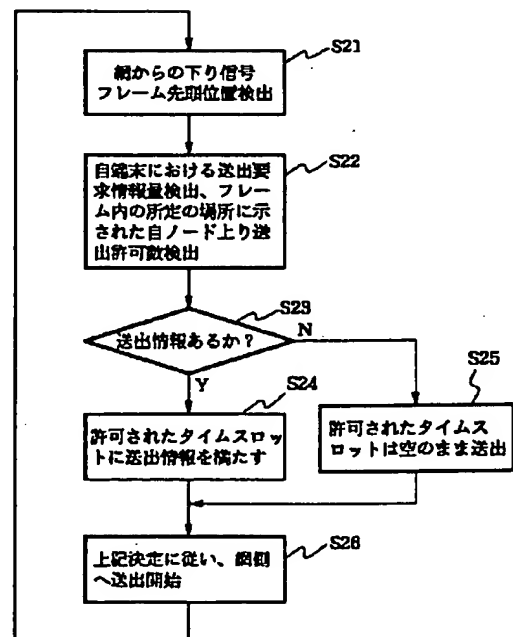 S21
網からの下り信号
フレーム先頭位置検出
S22
自端末における送出要
求情報量検出、フレー
ム内の所定の場所に示
された自ノード上り送
出許可数検出
S23
送出情報あるか?
N
Y
S24
許可されたタイムスロッ
トに送出情報を満たす
S25
許可されたタイムス
ロットは空のまま送出
S26
上記決定に従い、網側
へ送出開始